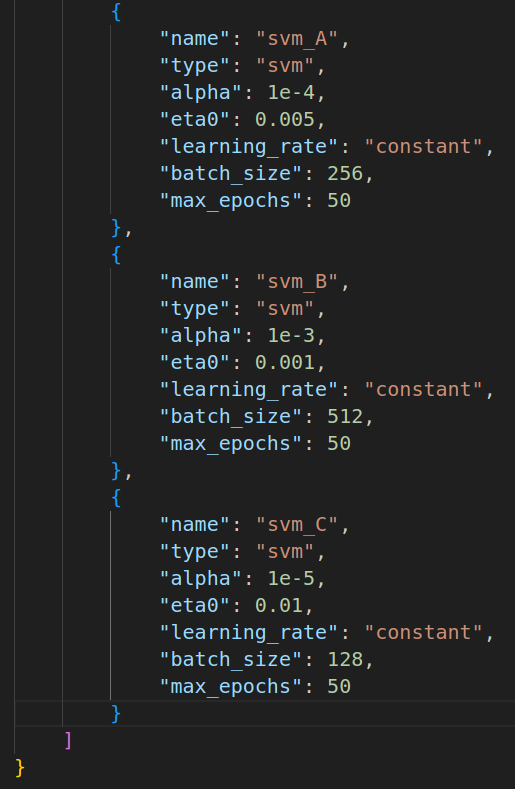 {
"name": "svm_A",
"type": "svm",
"alpha": 1e-4,
"eta0": 0.005,
"learning_rate": "constant",
"batch_size": 256,
"max_epochs": 50
},
{
"name": "svm_B",
"type": "svm",
"alpha": 1e-3,
"eta0": 0.001,
"learning_rate": "constant",
"batch_size": 512,
"max_epochs": 50
},
{
"name": "svm_C",
"type": "svm",
"alpha": 1e-5,
"eta0": 0.01,
"learning_rate": "constant",
"batch_size": 128,
"max_epochs": 50
}
]
}